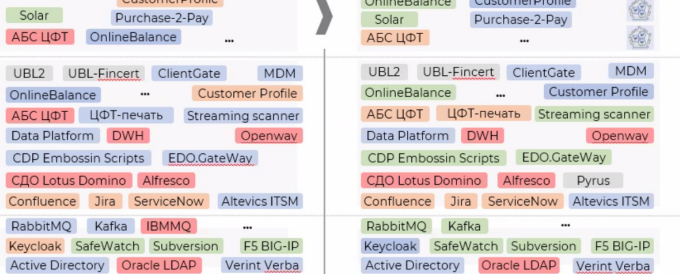 CustomerProfile
Solar
Purchase-2-Pay
АБС ЦФТ
OnlineBalance
...
UBL2
UBL-Fincert
ClientGate
MDM
OnlineBalance
...
Customer Profile
АБС ЦФТ
ЦФТ-печать
Streaming scanner
Data Platform
DWH
Openway
CDP Embossin Scripts
EDO.GateWay
СДО Lotus Domino
Alfresco
Confluence
Jira
ServiceNow
Altevics ITSM
RabbitMQ
Kafka
IBMMQ
...
Keycloak
SafeWatch
Subversion
F5 BIG-IP
Active Directory
Oracle LDAP
Verint Verba
OnlineBalance
CustomerProfile
Solar
Purchase-2-Pay
АБС ЦФТ
...
UBL2
UBL-Fincert
ClientGate
MDM
OnlineBalance
...
Customer Profile
АБС ЦФТ
ЦФТ-печать
Streaming scanner
Data Platform
DWH
Openway
CDP Embossin Scripts
EDO.GateWay
СДО Lotus Domino
Alfresco
Pyrus
Confluence
Jira
ServiceNow
Altevics ITSM
RabbitMQ
Kafka
...
Keycloak
SafeWatch
Subversion
F5 BIG-IP
Active Directory
Oracle LDAP
Verint Verba